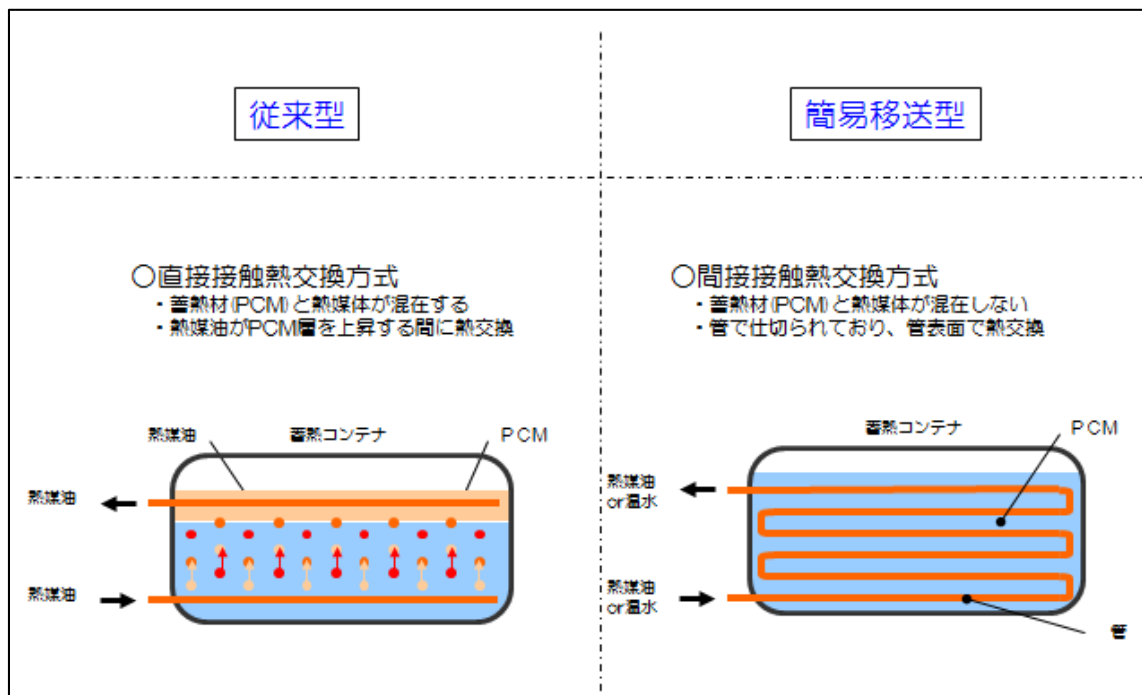 従来型
簡易移送型
○直接接触熱交換方式
・蓄熱材(PCM)と熱媒体が混在する
・熱媒油がPCM層を上昇する間に熱交換
○間接接触熱交換方式
・蓄熱材(PCM)と熱媒体が混在しない
・管で仕切られており、管表面で熱交換
熱媒油
蓄熱コンテナ
PCM
熱媒油
熱媒油
蓄熱コンテナ
PCM
熱媒油
or温水
熱媒油
or温水
管